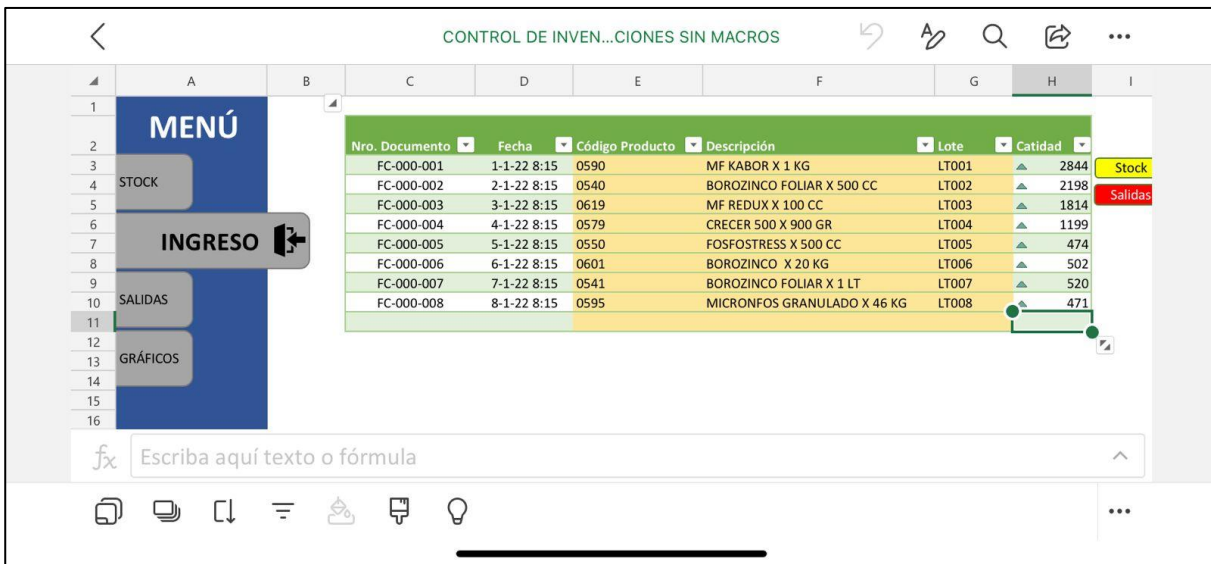 CONTROL DE INVEN...CIONES SIN MACROS
A B C D E F G H I
1
MENÚ
2 Nro. Documento Fecha Código Producto Descripción Lote Catidad
3 FC-000-001 1-1-22 8:15 0590 MF KABOR X 1 KG LT001 2844 Stock
4 STOCK FC-000-002 2-1-22 8:15 0540 BOROZINCO FOLIAR X 500 CC LT002 2198
Salidas
5 FC-000-003 3-1-22 8:15 0619 MF REDUX X 100 CC LT003 1814
6 FC-000-004 4-1-22 8:15 0579 CRECER 500 X 900 GR LT004 1199
7 INGRESO FC-000-005 5-1-22 8:15 0550 FOSFOSTRESS X 500 CC LT005 474
8 FC-000-006 6-1-22 8:15 0601 BOROZINCO X 20 KG LT006 502
9 FC-000-007 7-1-22 8:15 0541 BOROZINCO FOLIAR X 1 LT LT007 520
10 SALIDAS FC-000-008 8-1-22 8:15 0595 MICRONFOS GRANULADO X 46 KG LT008 471
11
12
13 GRÁFICOS
14
15
16
fx Escriba aquí texto o fórmula